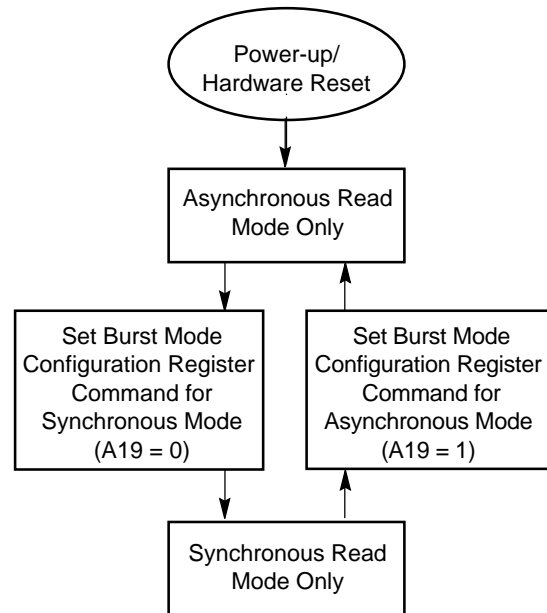 Power-up/
Hardware Reset
Asynchronous Read
Mode Only
Set Burst Mode
Configuration Register
Command for
Synchronous Mode
(A19 = 0)
Set Burst Mode
Configuration Register
Command for
Asynchronous Mode
(A19 = 1)
Synchronous Read
Mode Only